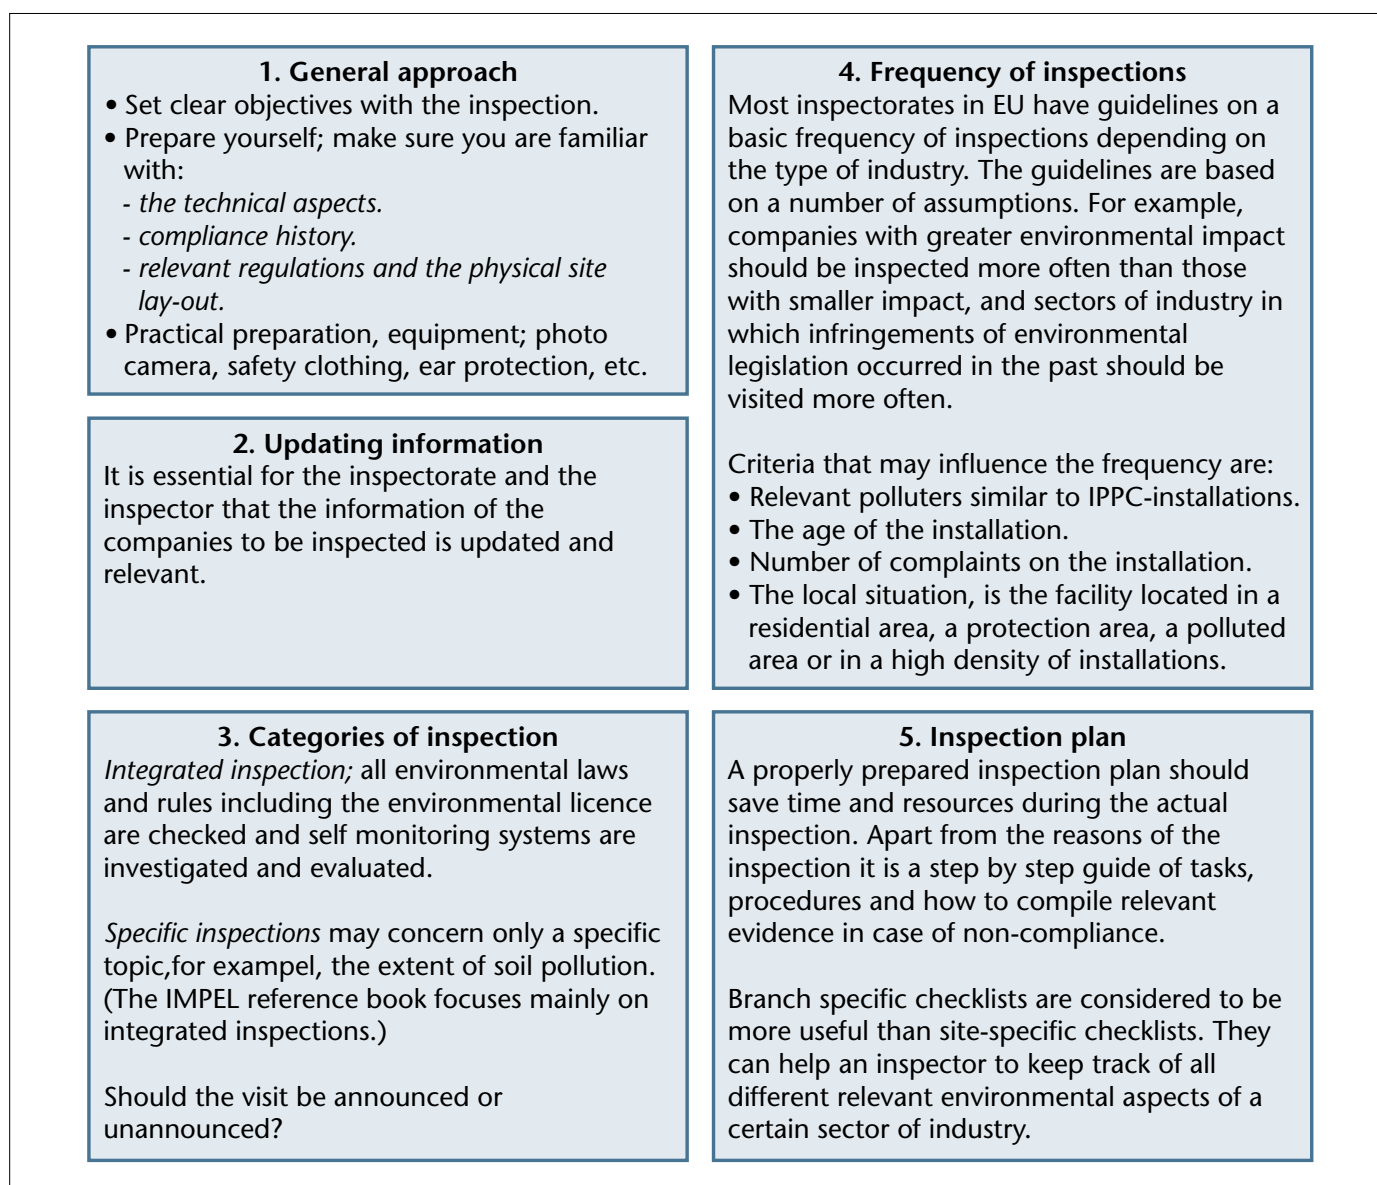 1. General approach
• Set clear objectives with the inspection.
• Prepare yourself; make sure you are familiar
with:
- the technical aspects.
- compliance history.
- relevant regulations and the physical site
lay-out.
• Practical preparation, equipment; photo
camera, safety clothing, ear protection, etc.
2. Updating information
It is essential for the inspectorate and the
inspector that the information of the
companies to be inspected is updated and
relevant.
3. Categories of inspection
Integrated inspection; all environmental laws
and rules including the environmental licence
are checked and self monitoring systems are
investigated and evaluated.
Specific inspections may concern only a specific
topic,for exampel, the extent of soil pollution.
(The IMPEL reference book focuses mainly on
integrated inspections.)
Should the visit be announced or
unannounced?
4. Frequency of inspections
Most inspectorates in EU have guidelines on a
basic frequency of inspections depending on
the type of industry. The guidelines are based
on a number of assumptions. For example,
companies with greater environmental impact
should be inspected more often than those
with smaller impact, and sectors of industry in
which infringements of environmental
legislation occurred in the past should be
visited more often.
Criteria that may influence the frequency are:
• Relevant polluters similar to IPPC-installations.
• The age of the installation.
• Number of complaints on the installation.
• The local situation, is the facility located in a
residential area, a protection area, a polluted
area or in a high density of installations.
5. Inspection plan
A properly prepared inspection plan should
save time and resources during the actual
inspection. Apart from the reasons of the
inspection it is a step by step guide of tasks,
procedures and how to compile relevant
evidence in case of non-compliance.
Branch specific checklists are considered to be
more useful than site-specific checklists. They
can help an inspector to keep track of all
different relevant environmental aspects of a
certain sector of industry.